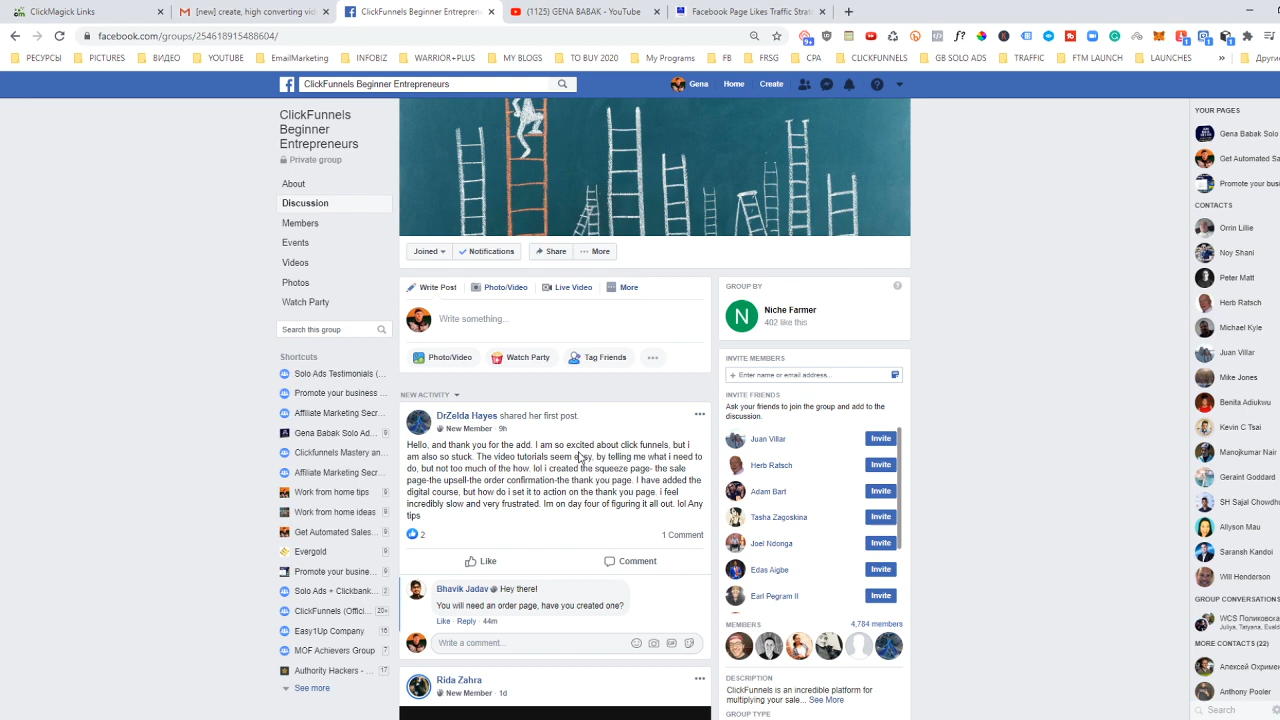 ClickMagick Links
[new] create, high converting vide
ClickFunnels Beginner Entrepren
(1125) GENA BABAK - YouTube
Facebook Page Likes Traffic Strat
facebook.com/groups/254618915488604/
РЕСУРСЫ
PICTURES
ВИДЕО
YOUTUBE
EmailMarketing
INFOBIZ
WARRIOR+PLUS
MY BLOGS
TO BUY 2020
My Programs
FB
FRSG
CPA
CLICKFUNNELS
GB SOLO ADS
TRAFFIC
FTM LAUNCH
LAUNCHES
»
ClickFunnels Beginner Entrepreneurs
Gena
Home
Create
ClickFunnels
Beginner
Entrepreneurs
Private group
About
Discussion
Members
Events
Videos
Photos
Watch Party
Search this group
Shortcuts
Solo Ads Testimonials (... 9
Promote your business ... 9
Affiliate Marketing Secr... 9
Gena Babak Solo Ad... 9
Clickfunnels Mastery an...
Affiliate Marketing Secr... 9
Work from home tips 9
Work from home ideas 9
Get Automated Sales... 9
Evergold 9
Promote your busine... 9
Solo Ads + Clickbank... 2
ClickFunnels (Offici... 20+
Easy1Up Company 16
MOF Achievers Group 7
Authority Hackers - ... 17
See more
Joined
Notifications
Share
More
Write Post
Photo/Video
Live Video
More
Write something...
Photo/Video
Watch Party
Tag Friends
NEW ACTIVITY
DrZelda Hayes shared her first post.
New Member · 9h
Hello, and thank you for the add. I am so excited about click funnels, but i
am also so stuck. The video tutorials seem easy, by telling me what i need to
do, but not too much of the how. lol i created the squeeze page- the sale
page-the upsell-the order confirmation-the thank you page. I have added the
digital course, but how do i set it to action on the thank you page. i feel
incredibly slow and very frustrated. Im on day four of figuring it all out. lol Any
tips
2
1 Comment
Like
Comment
Bhavik Jadav Hey there!
You will need an order page, have you created one?
Like · Reply · 44m
Write a comment...
Rida Zahra
New Member · 1d
GROUP BY
N
Niche Farmer
402 like this
INVITE MEMBERS
+ Enter name or email address...
INVITE FRIENDS
Ask your friends to join the group and add to the
discussion.
Juan Villar Invite
Herb Ratsch Invite
Adam Bart Invite
Tasha Zagoskina Invite
Joel Ndonga Invite
Edas Aigbe Invite
Earl Pegram II Invite
MEMBERS
4,784 members
DESCRIPTION
ClickFunnels is an incredible platform for
multiplying your sale... See More
GROUP TYPE
YOUR PAGES
Gena Babak Solo
Get Automated Sa
Promote your busi
CONTACTS
Orrin Lillie
Noy Shani
Peter Matt
Herb Ratsch
Michael Kyle
Juan Villar
Mike Jones
Benita Adiukwu
Kevin C Tsai
Manojkumar Nair
Geraint Goddard
SH Sajal Chowdhu
Allyson Mau
Saransh Kandoi
Will Henderson
GROUP CONVERSATIONS
WCS Поликовска
MORE CONTACTS (22)
Алексей Охриме
Anthony Pooler
Search